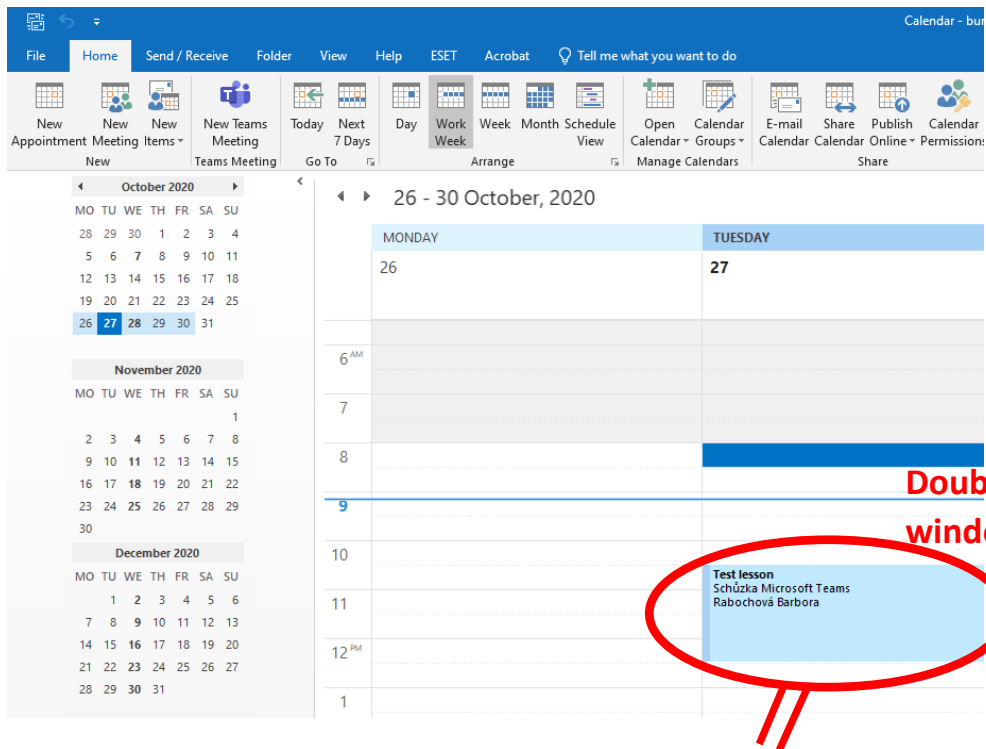 Calendar - bur
File Home Send / Receive Folder View Help ESET Acrobat Tell me what you want to do
New Appointment
New Meeting
New Items
New Teams Meeting
Today
Next 7 Days
Day
Work Week
Week
Month
Schedule View
Open Calendar
Calendar Groups
E-mail Calendar
Share Calendar
Publish Online
Calendar Permissions
New Teams Meeting Go To Arrange Manage Calendars Share
October 2020
MO TU WE TH FR SA SU
28 29 30 1 2 3 4
5 6 7 8 9 10 11
12 13 14 15 16 17 18
19 20 21 22 23 24 25
26 27 28 29 30 31
November 2020
MO TU WE TH FR SA SU
1
2 3 4 5 6 7 8
9 10 11 12 13 14 15
16 17 18 19 20 21 22
23 24 25 26 27 28 29
30
December 2020
MO TU WE TH FR SA SU
1 2 3 4 5 6
7 8 9 10 11 12 13
14 15 16 17 18 19 20
21 22 23 24 25 26 27
28 29 30 31
26 - 30 October, 2020
MONDAY TUESDAY
26 27
6 AM
7
8
9
10
11
12 PM
1
Doub
wind
Test lesson
Schůzka Microsoft Teams
Rabochová Barbora